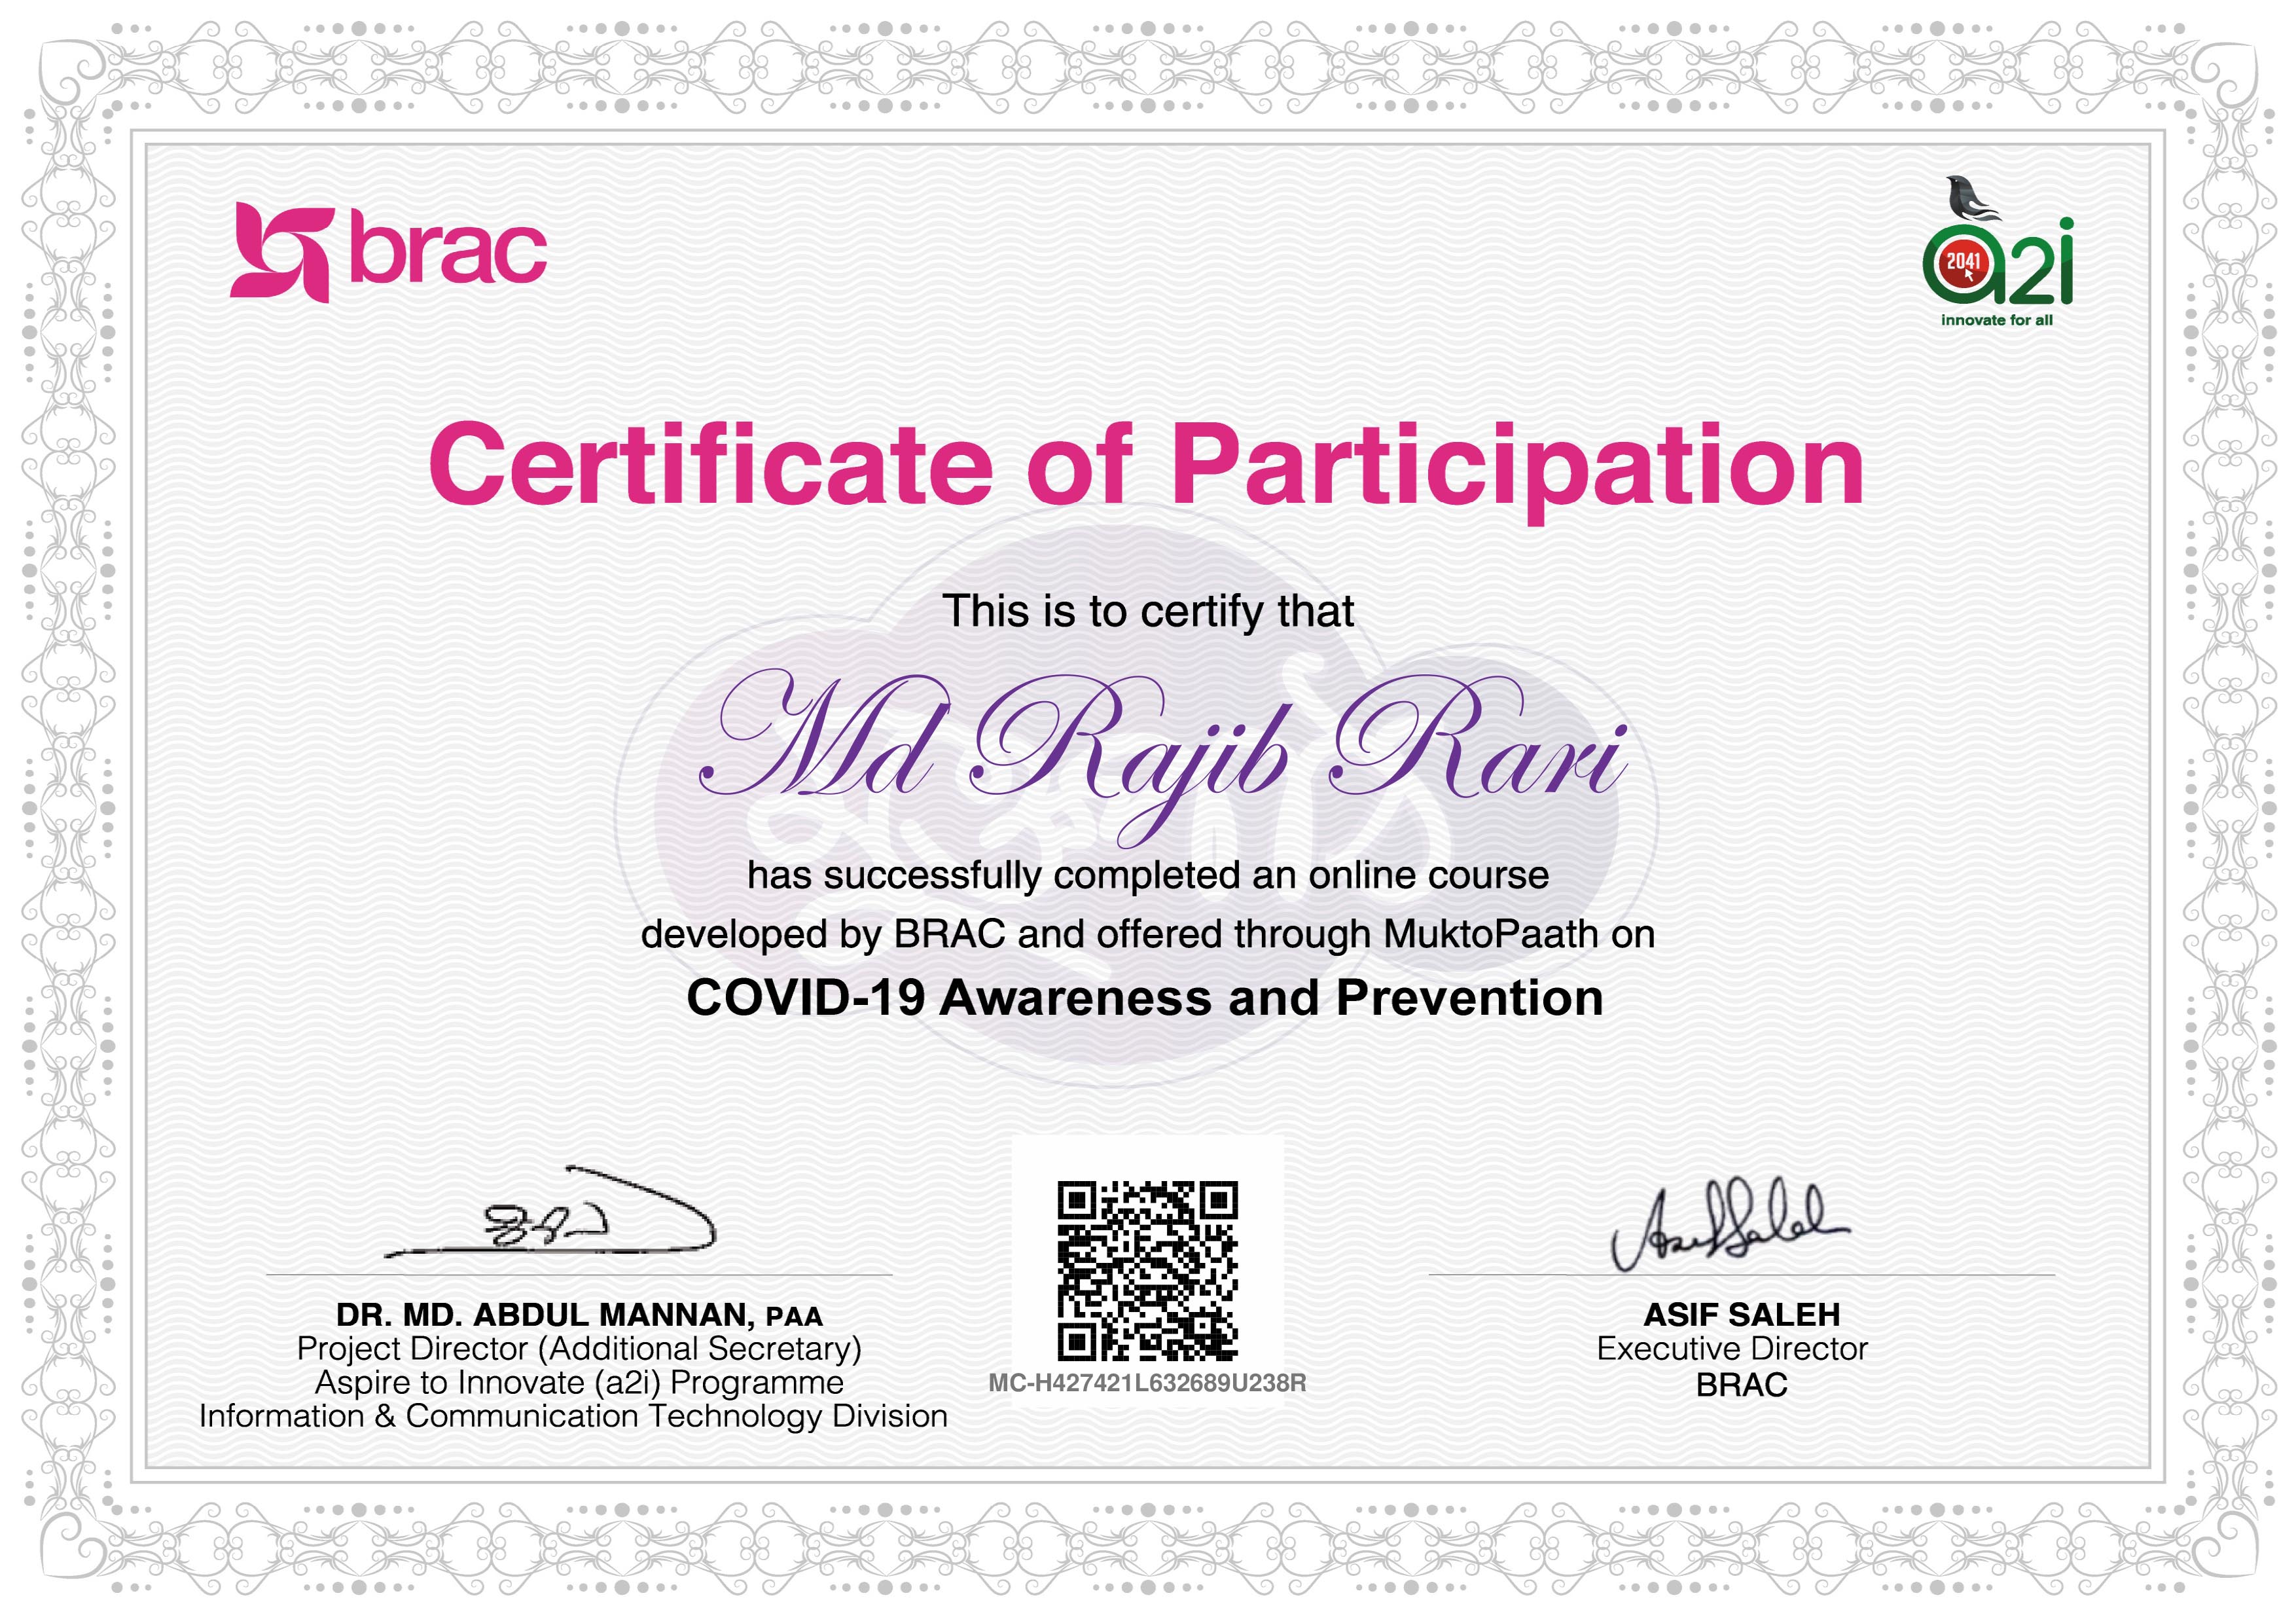 brac
2041
a2i
innovate for all
Certificate of Participation
This is to certify that
Md Rajib Rari
has successfully completed an online course
developed by BRAC and offered through MuktoPaath on
COVID-19 Awareness and Prevention
DR. MD. ABDUL MANNAN, PAA
Project Director (Additional Secretary)
Aspire to Innovate (a2i) Programme
Information & Communication Technology Division
MC-H427421L632689U238R
Asif Saleh
ASIF SALEH
Executive Director
BRAC